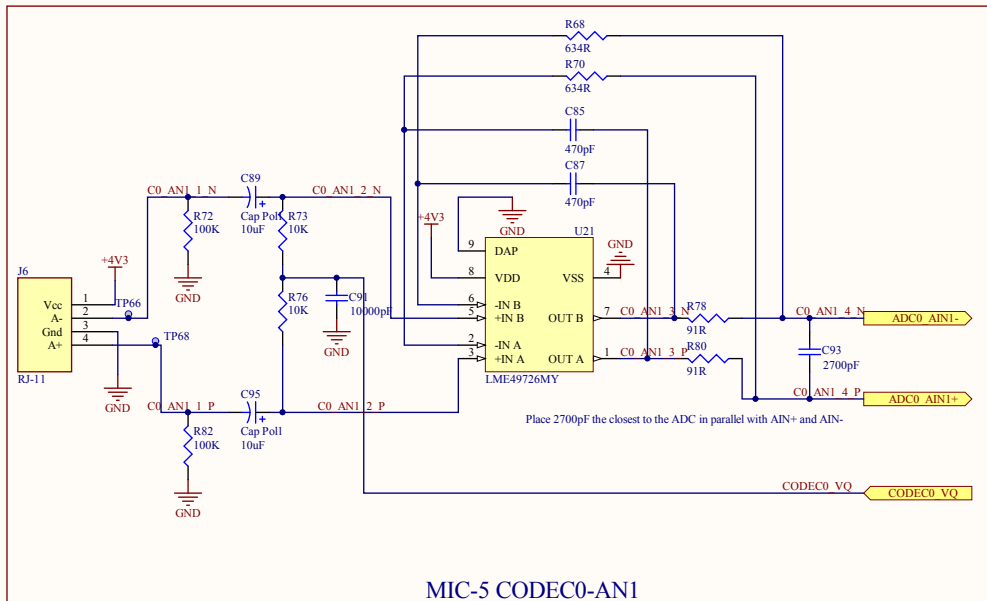 R68
634R
R70
634R
C85
470pF
C87
470pF
C0_AN1_1_N
C89
Cap Pol1
10uF
C0_AN1_2_N
R72
100K
R73
10K
GND
+4V3
GND
U21
GND
9
DAP
8
VDD
VSS
4
6
-IN B
5
+IN B
OUT B
7
2
-IN A
3
+IN A
OUT A
1
LME49726MY
C0_AN1_3_N
R78
91R
C0_AN1_4_N
ADC0_AIN1-
C0_AN1_3_P
R80
91R
C93
2700pF
C0_AN1_4_P
ADC0_AIN1+
+4V3
J6
Vcc
1
A-
2
Gnd
3
A+
4
RJ-11
TP66
TP68
GND
R76
10K
C91
10000pF
GND
C0_AN1_1_P
C95
Cap Pol1
10uF
C0_AN1_2_P
R82
100K
GND
Place 2700pF the closest to the ADC in parallel with AIN+ and AIN-
CODEC0_VQ
CODEC0_VQ
MIC-5 CODEC0-AN1